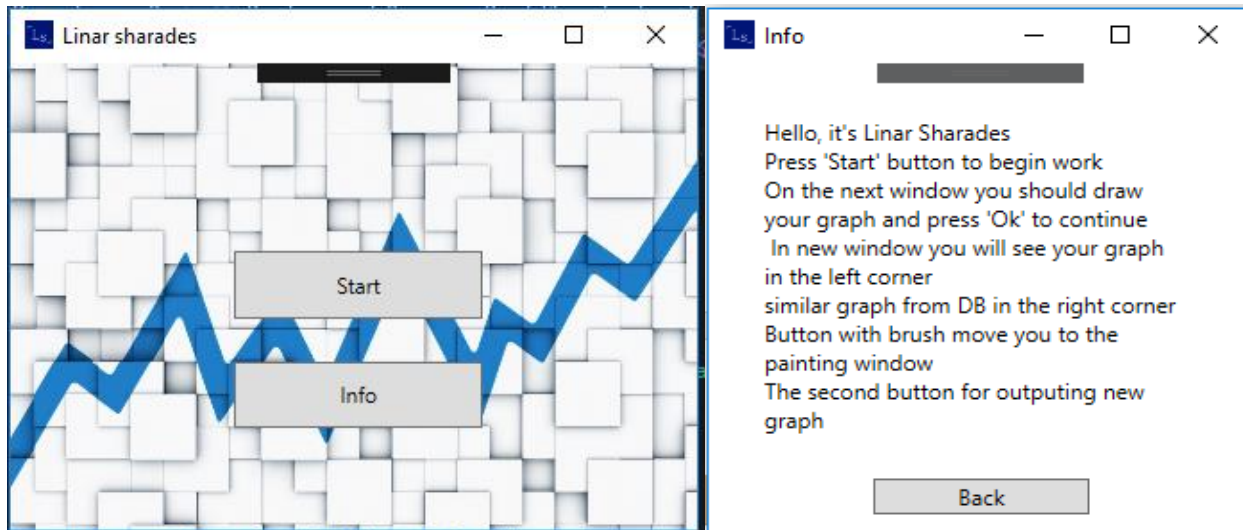 Linar sharades
Start
Info
Info
Hello, it's Linar Sharades
Press 'Start' button to begin work
On the next window you should draw
your graph and press 'Ok' to continue
In new window you will see your graph
in the left corner
similar graph from DB in the right corner
Button with brush move you to the
painting window
The second button for outputing new
graph
Back